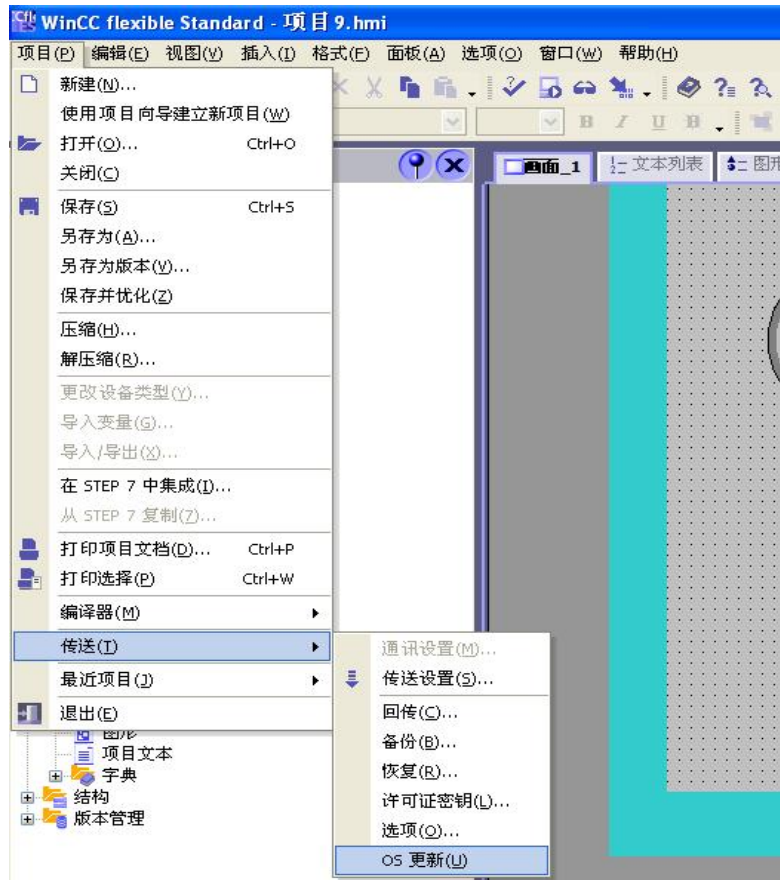 WinCC flexible Standard - 项目9.hmi
项目(P) 编辑(E) 视图(V) 插入(I) 格式(F) 面板(A) 选项(O) 窗口(W) 帮助(H)
新建(N)...
使用项目向导建立新项目(W)
打开(O)... Ctrl+O
关闭(C)
画面_1 文本列表 图形
保存(S) Ctrl+S
另存为(A)...
另存为版本(V)...
保存并优化(Z)
压缩(H)...
解压缩(R)...
更改设备类型(Y)...
导入变量(G)...
导入/导出(X)...
在 STEP 7 中集成(I)...
从 STEP 7 复制(7)...
打印项目文档(D)... Ctrl+P
打印选择(P) Ctrl+W
编译器(M)
传送(T)
最近项目(J)
退出(E)
通讯设置(M)...
传送设置(S)...
回传(C)...
备份(B)...
恢复(R)...
许可证密钥(L)...
选项(O)...
OS 更新(U)
图形
项目文本
字典
结构
版本管理